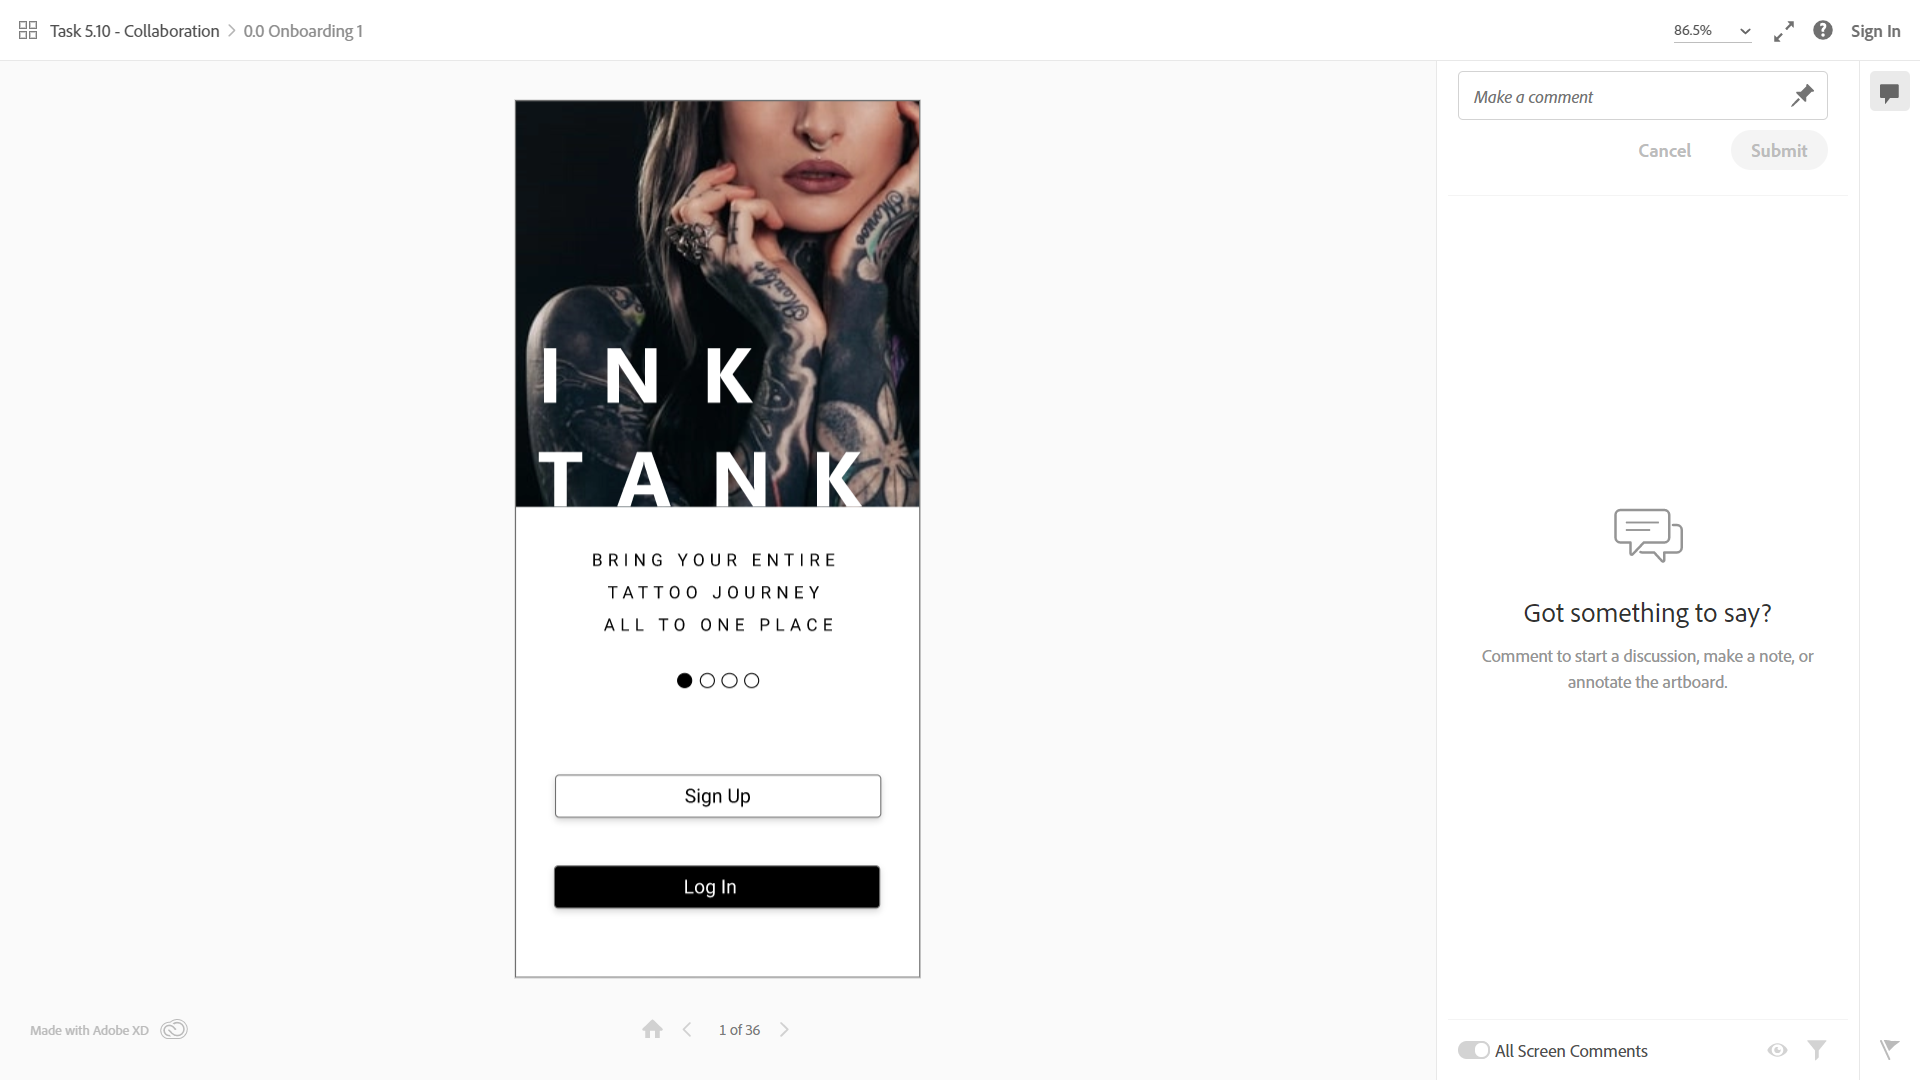 Task 5.10 - Collaboration > 0.0 Onboarding 1
86.5%
Sign In
Make a comment
Cancel
Submit
Monroe
Marilyn
INK
TANK
BRING YOUR ENTIRE
TATTOO JOURNEY
ALL TO ONE PLACE
Sign Up
Log In
Got something to say?
Comment to start a discussion, make a note, or
annotate the artboard.
Made with Adobe XD
1 of 36
All Screen Comments